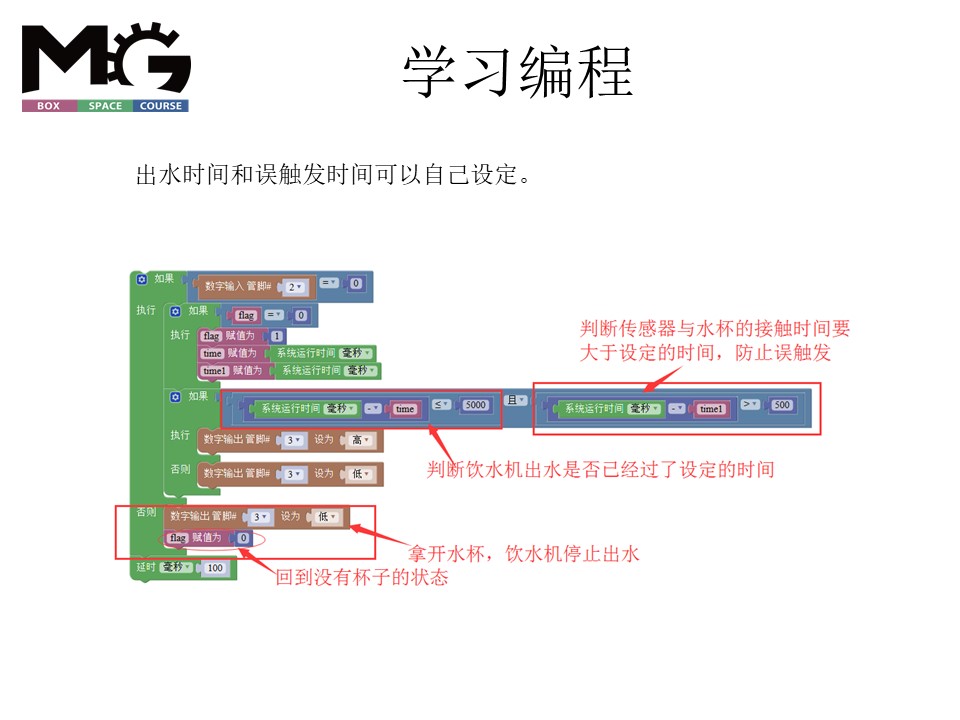 MG
BOX SPACE COURSE
学习编程
出水时间和误触发时间可以自己设定。
如果 数字输入 管脚# 2 = 0
执行 如果 flag = 0
执行 flag 赋值为 1
time 赋值为 系统运行时间 毫秒
time1 赋值为 系统运行时间 毫秒
判断传感器与水杯的接触时间要
大于设定的时间，防止误触发
如果 系统运行时间 毫秒 - time ≤ 5000 且 系统运行时间 毫秒 - time1 > 500
执行 数字输出 管脚# 3 设为 高
判断饮水机出水是否已经过了设定的时间
否则 数字输出 管脚# 3 设为 低
否则 数字输出 管脚# 3 设为 低
flag 赋值为 0
拿开水杯，饮水机停止出水
延时 毫秒 100
回到没有杯子的状态